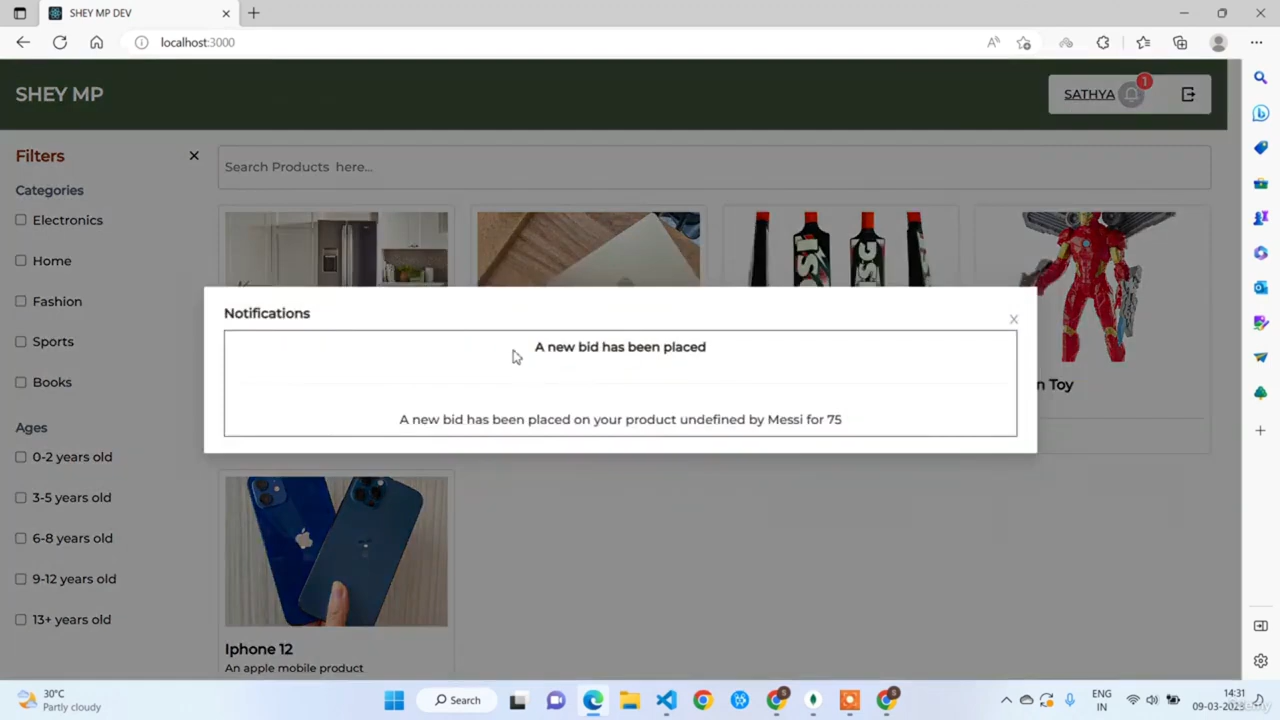 SHEY MP DEV
localhost:3000
SHEY MP
SATHYA
1
Filters
Search Products here...
Categories
Electronics
Home
Fashion
Sports
Books
Ages
0-2 years old
3-5 years old
6-8 years old
9-12 years old
13+ years old
Notifications
A new bid has been placed
A new bid has been placed on your product undefined by Messi for 75
n Toy
Iphone 12
An apple mobile product
30°C
Partly cloudy
Search
ENG
IN
14:31
09-03-2023